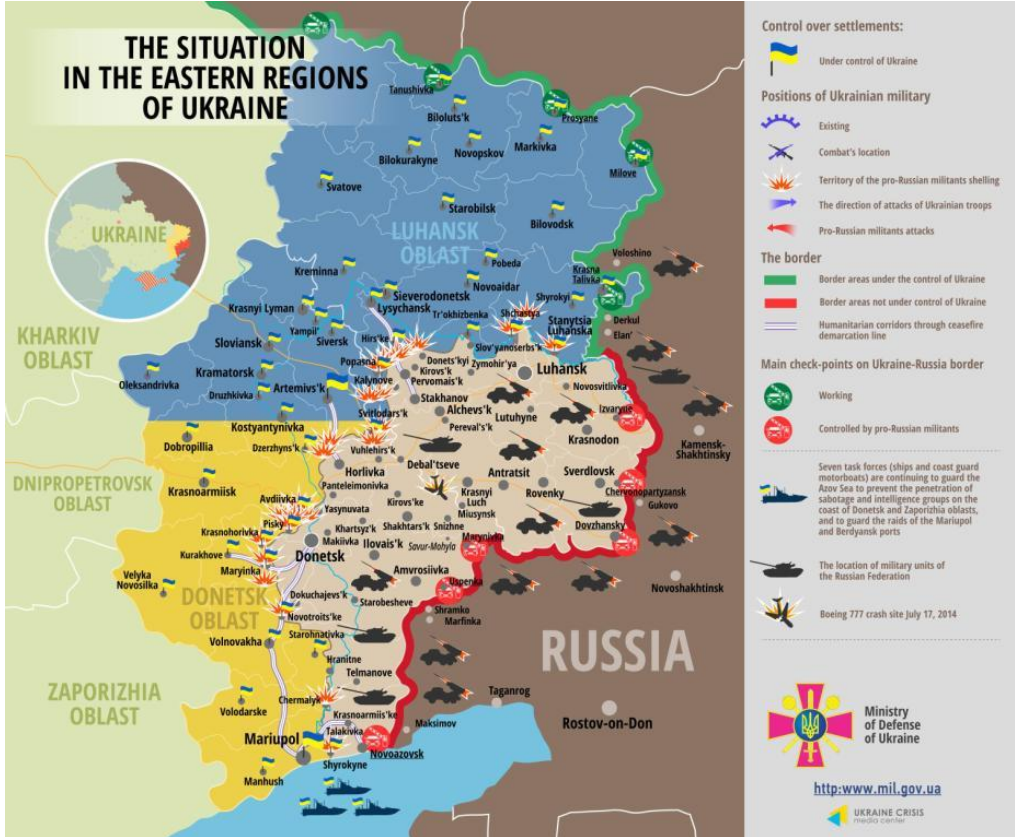 THE SITUATION
IN THE EASTERN REGIONS
OF UKRAINE
UKRAINE
KHARKIV
OBLAST
DNIPROPETROVSK
OBLAST
ZAPORIZHIA
OBLAST
LUHANSK
OBLAST
DONETSK
OBLAST
RUSSIA
Tanushivka
Biloluts'k
Prosyane
Bilokurakyne
Novopskov
Markivka
Milove
Svatove
Starobilsk
Bilovodsk
Voloshino
Kreminna
Pobeda
Krasna
Talivka
Novoaidar
Sieverodonetsk
Lysychansk
Shyrokyi
Krasnyi Lyman
Tr'okhizbenka
Shchastya
Stanytsia
Luhanska
Derkul
Yampil'
Siversk
Hirs'ke
Slov'yanoserbs'k
Elan'
Sloviansk
Popasna
Donets'kyi
Zymohir'ya
Kirovs'k
Luhansk
Oleksandrivka
Kramatorsk
Kalynove
Pervomais'k
Novosvitlivka
Druzhkivka
Artemivs'k
Stakhanov
Svitlodars'k
Alchevs'k
Lutuhyne
Izvaryne
Kostyantynivka
Pereval's'k
Krasnodon
Kamensk-
Shakhtinsky
Dobropillia
Dzerzhyns'k
Vuhlehirs'k
Debal'tseve
Horlivka
Antratsit
Sverdlovsk
Krasnoarmiisk
Panteleimonivka
Krasnyi
Luch
Rovenky
Chervonopartyzansk
Avdiivka
Kirovs'ke
Gukovo
Pisky
Yasynuvata
Miusynsk
Khartsyz'k
Shakhtars'k
Snizhne
Dovzhansky
Krasnohorivka
Makiivka
Ilovais'k
Savur-Mohyla
Marynivka
Kurakhove
Donetsk
Maryinka
Amvrosiivka
Uspenka
Novoshakhtinsk
Velyka
Novosilka
Dokuchajevs'k
Starobesheve
Novotroits'ke
Shramko
Marfinka
Starohnativka
Volnovakha
Hranitne
Telmanove
Taganrog
Chermalyk
Volodarske
Krasnoarmiis'ke
Rostov-on-Don
Talakivka
Maksimov
Mariupol
Novoazovsk
Shyrokyne
Manhush
Control over settlements:
Under control of Ukraine
Positions of Ukrainian military
Existing
Combat's location
Territory of the pro-Russian militants shelling
The direction of attacks of Ukrainian troops
Pro-Russian militants attacks
The border
Border areas under the control of Ukraine
Border areas not under control of Ukraine
Humanitarian corridors through ceasefire
demarcation line
Main check-points on Ukraine-Russia border
Working
Controlled by pro-Russian militants
Seven task forces (ships and coast guard
motorboats) are continuing to guard the
Azov Sea to prevent the penetration of
sabotage and intelligence groups on the
coast of Donetsk and Zaporizhia oblasts,
and to guard the raids of the Mariupol
and Berdyansk ports
The location of military units of
the Russian Federation
Boeing 777 crash site July 17, 2014
Ministry
of Defense
of Ukraine
http:www.mil.gov.ua
UKRAINE CRISIS
media center